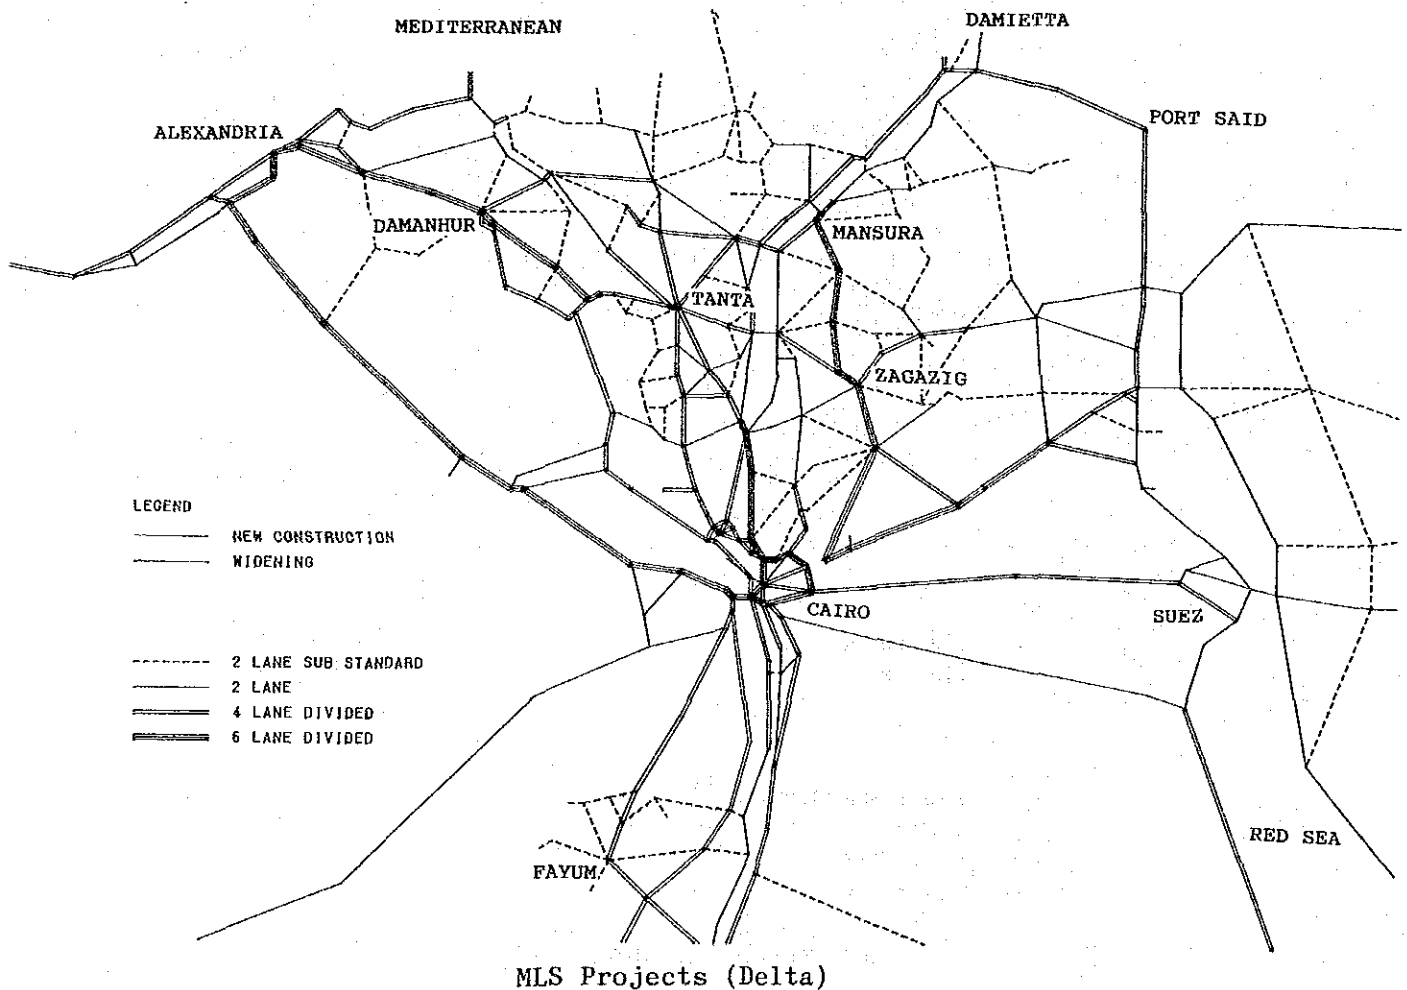 MEDITERRANEAN
DAMIETTA
ALEXANDRIA
PORT SAID
DAMANHUR
MANSURA
TANTA
ZAGAZIG
LEGEND
NEW CONSTRUCTION
WIDENING
CAIRO
SUEZ
2 LANE SUB STANDARD
2 LANE
4 LANE DIVIDED
6 LANE DIVIDED
RED SEA
FAYUM
MLS Projects (Delta)